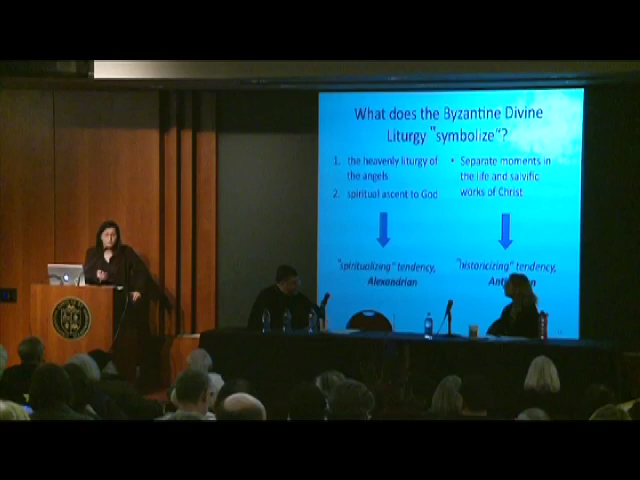 What does the Byzantine Divine
Liturgy "symbolize"?
1. the heavenly liturgy of
the angels
2. spiritual ascent to God
• Separate moments in
the life and salvific
works of Christ
"spiritualizing" tendency,
Alexandrian
"historicizing" tendency,